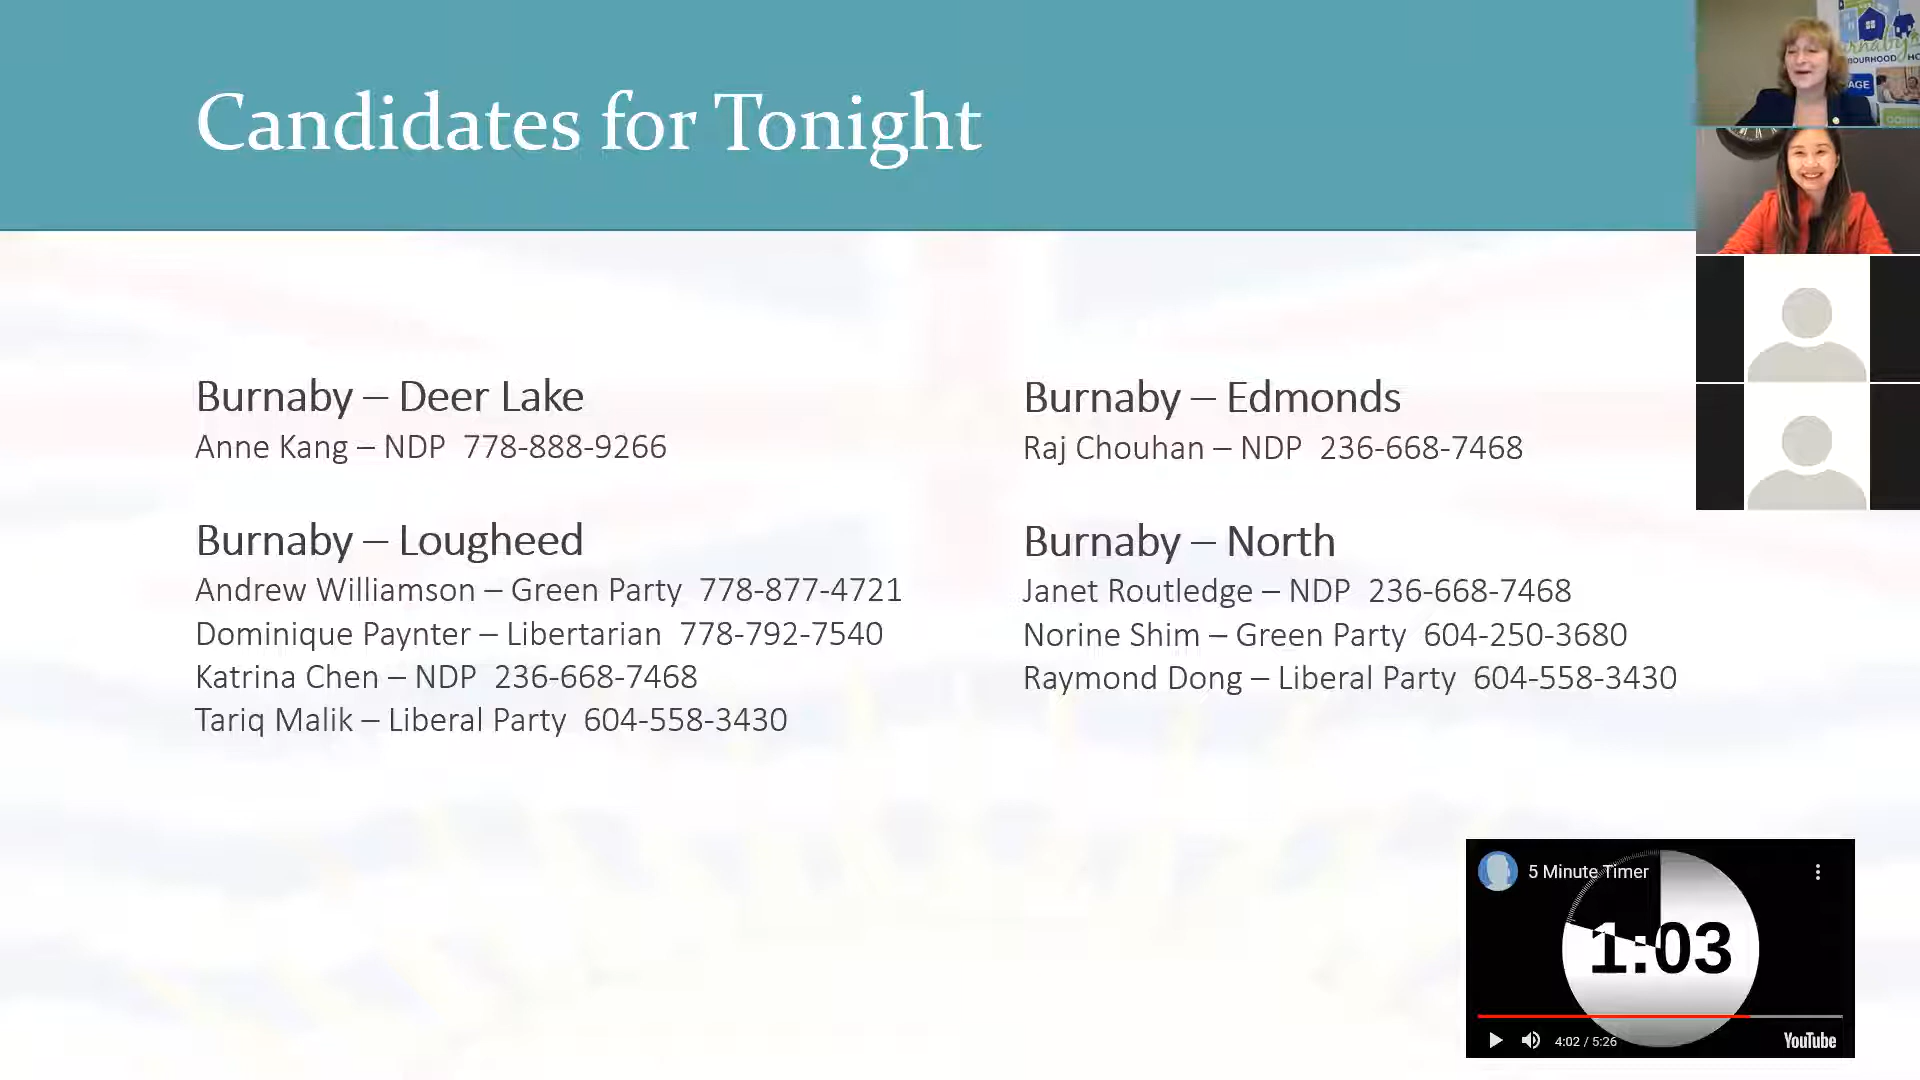 Candidates for Tonight
Burnaby – Deer Lake
Anne Kang – NDP 778-888-9266
Burnaby – Lougheed
Andrew Williamson – Green Party 778-877-4721
Dominique Paynter – Libertarian 778-792-7540
Katrina Chen – NDP 236-668-7468
Tariq Malik – Liberal Party 604-558-3430
Burnaby – Edmonds
Raj Chouhan – NDP 236-668-7468
Burnaby – North
Janet Routledge – NDP 236-668-7468
Norine Shim – Green Party 604-250-3680
Raymond Dong – Liberal Party 604-558-3430
5 Minute Timer
1:03
4:02 / 5:26
YouTube